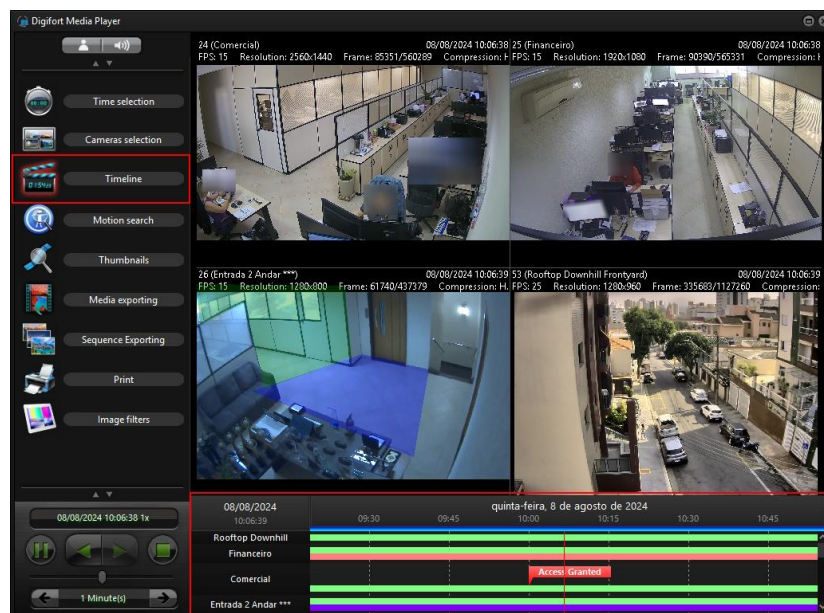 Digifort Media Player
24 (Comercial) 08/08/2024 10:06:38
FPS: 15 Resolution: 2560x1440 Frame: 85351/560289 Compression: H
25 (Financeiro) 08/08/2024 10:06:38
FPS: 15 Resolution: 1920x1080 Frame: 90390/565331 Compression: H
Time selection
Cameras selection
Timeline
Motion search
Thumbnails
Media exporting
Sequence Exporting
Print
Image filters
26 (Entrada 2 Andar ***) 08/08/2024 10:06:39
FPS: 15 Resolution: 1280x800 Frame: 61740/437379 Compression: H.
53 (Rooftop Downhill Frontyard) 08/08/2024 10:06:39
FPS: 25 Resolution: 1280x960 Frame: 335683/1127260 Compression:
08/08/2024 10:06:38 1x
1 Minute(s)
08/08/2024
10:06:39
quinta-feira, 8 de agosto de 2024
09:30 09:45 10:00 10:15 10:30 10:45
Rooftop Downhill
Financeiro
Comercial
Access Granted
Entrada 2 Andar ***